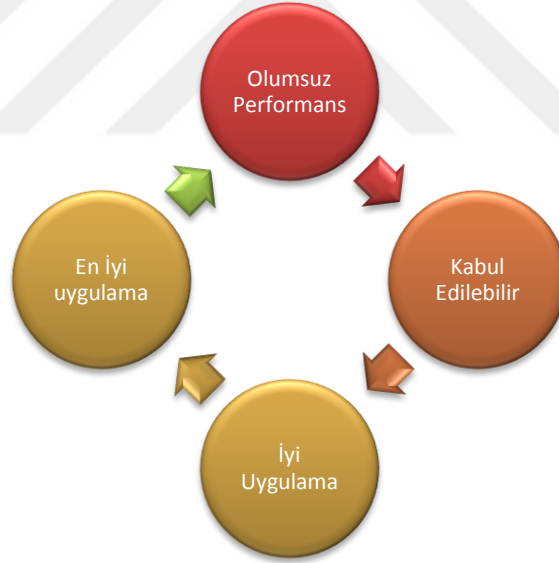 Olumsuz
Performans
Kabul
Edilebilir
İyi
Uygulama
En İyi
uygulama